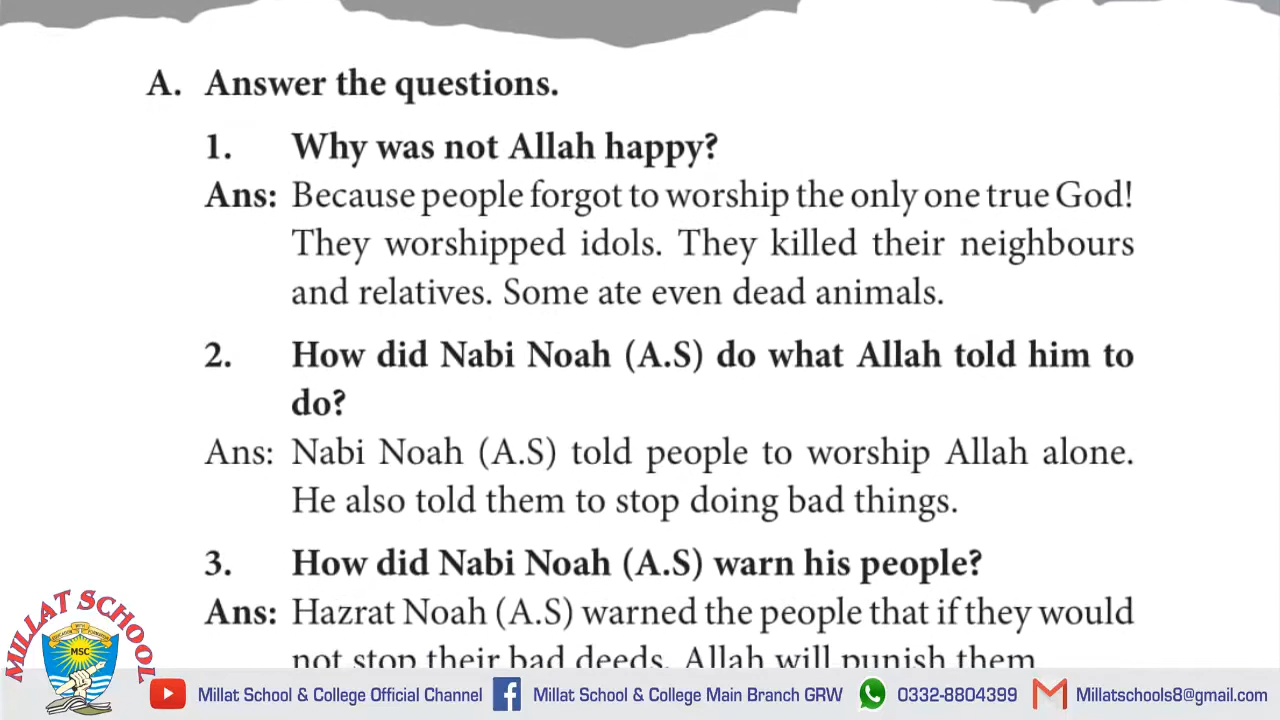 A. Answer the questions.
1. Why was not Allah happy?
Ans: Because people forgot to worship the only one true God!
They worshipped idols. They killed their neighbours
and relatives. Some ate even dead animals.
2. How did Nabi Noah (A.S) do what Allah told him to
do?
Ans: Nabi Noah (A.S) told people to worship Allah alone.
He also told them to stop doing bad things.
3. How did Nabi Noah (A.S) warn his people?
Ans: Hazrat Noah (A.S) warned the people that if they would
not stop their bad deeds, Allah will punish them
MILLAT SCHOOL
MSC
Millat School & College Official Channel
Millat School & College Main Branch GRW
0332-8804399
Millatschools8@gmail.com